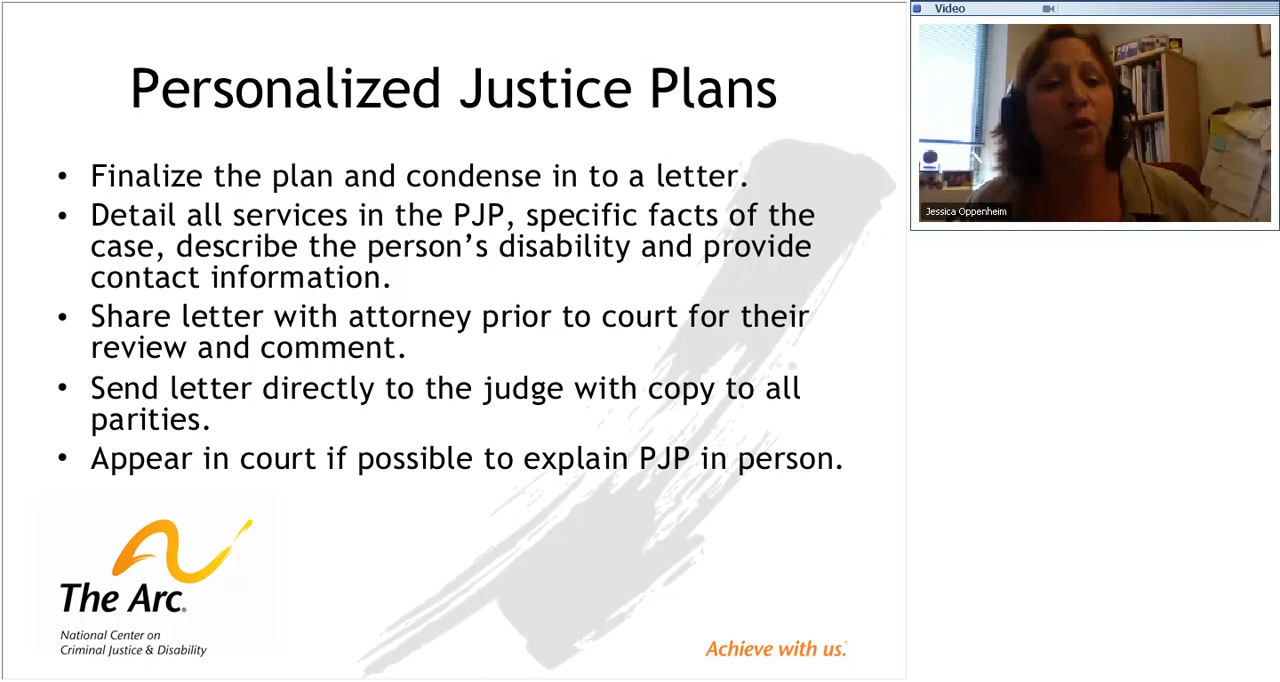 Personalized Justice Plans
• Finalize the plan and condense in to a letter.
• Detail all services in the PJP, specific facts of the
case, describe the person's disability and provide
contact information.
• Share letter with attorney prior to court for their
review and comment.
• Send letter directly to the judge with copy to all
parities.
• Appear in court if possible to explain PJP in person.
The Arc®
National Center on
Criminal Justice & Disability
Achieve with us.®
Video
Jessica Oppenheim